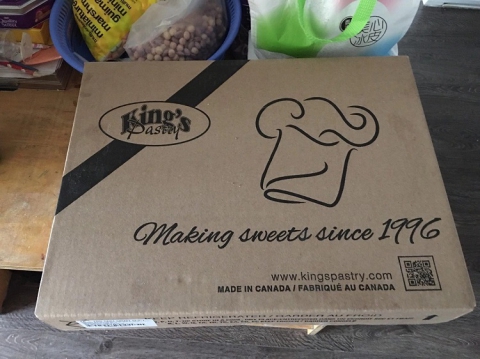 King's
Pastry
Making sweets since 1996
www.kingspastry.com
MADE IN CANADA / FABRIQUÉ AU CANADA